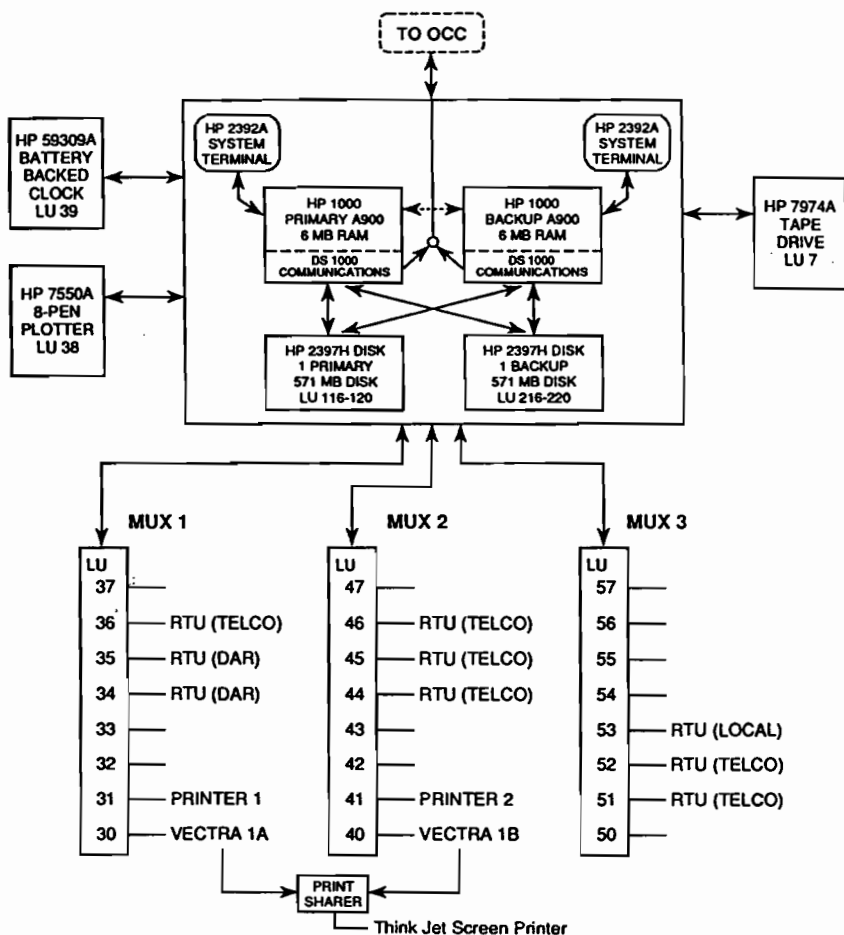 TO OCC
HP 59309A
BATTERY
BACKED
CLOCK
LU 39
HP 7550A
8-PEN
PLOTTER
LU 38
HP 2392A
SYSTEM
TERMINAL
HP 2392A
SYSTEM
TERMINAL
HP 1000
PRIMARY A900
6 MB RAM
DS 1000
COMMUNICATIONS
HP 1000
BACKUP A900
6 MB RAM
DS 1000
COMMUNICATIONS
HP 2397H DISK
1 PRIMARY
571 MB DISK
LU 116-120
HP 2397H DISK
1 BACKUP
571 MB DISK
LU 216-220
HP 7974A
TAPE
DRIVE
LU 7
MUX 1
LU
37
36 RTU (TELCO)
35 RTU (DAR)
34 RTU (DAR)
33
32
31 PRINTER 1
30 VECTRA 1A
MUX 2
LU
47
46 RTU (TELCO)
45 RTU (TELCO)
44 RTU (TELCO)
43
42
41 PRINTER 2
40 VECTRA 1B
MUX 3
LU
57
56
55
54
53 RTU (LOCAL)
52 RTU (TELCO)
51 RTU (TELCO)
50
PRINT
SHARER
Think Jet Screen Printer